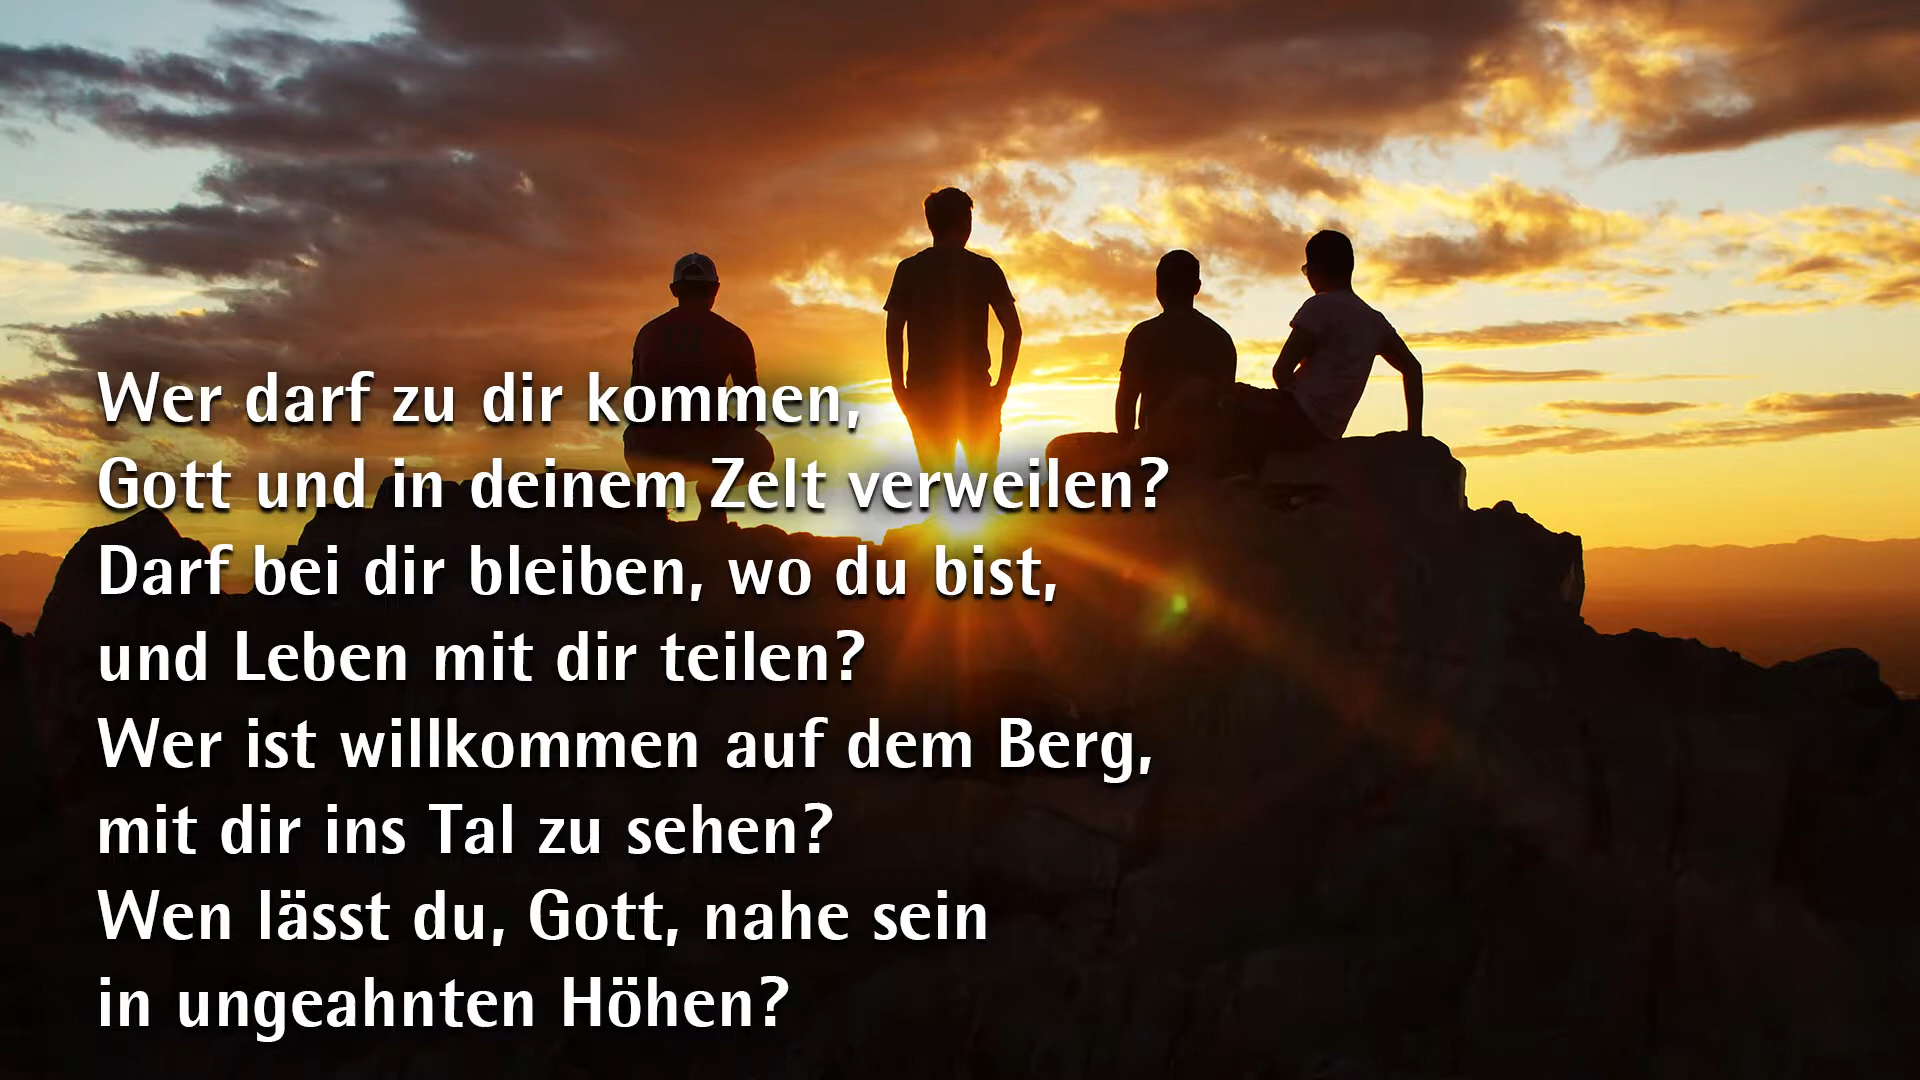 Wer darf zu dir kommen,
Gott und in deinem Zelt verweilen?
Darf bei dir bleiben, wo du bist,
und Leben mit dir teilen?
Wer ist willkommen auf dem Berg,
mit dir ins Tal zu sehen?
Wen lässt du, Gott, nahe sein
in ungeahnten Höhen?